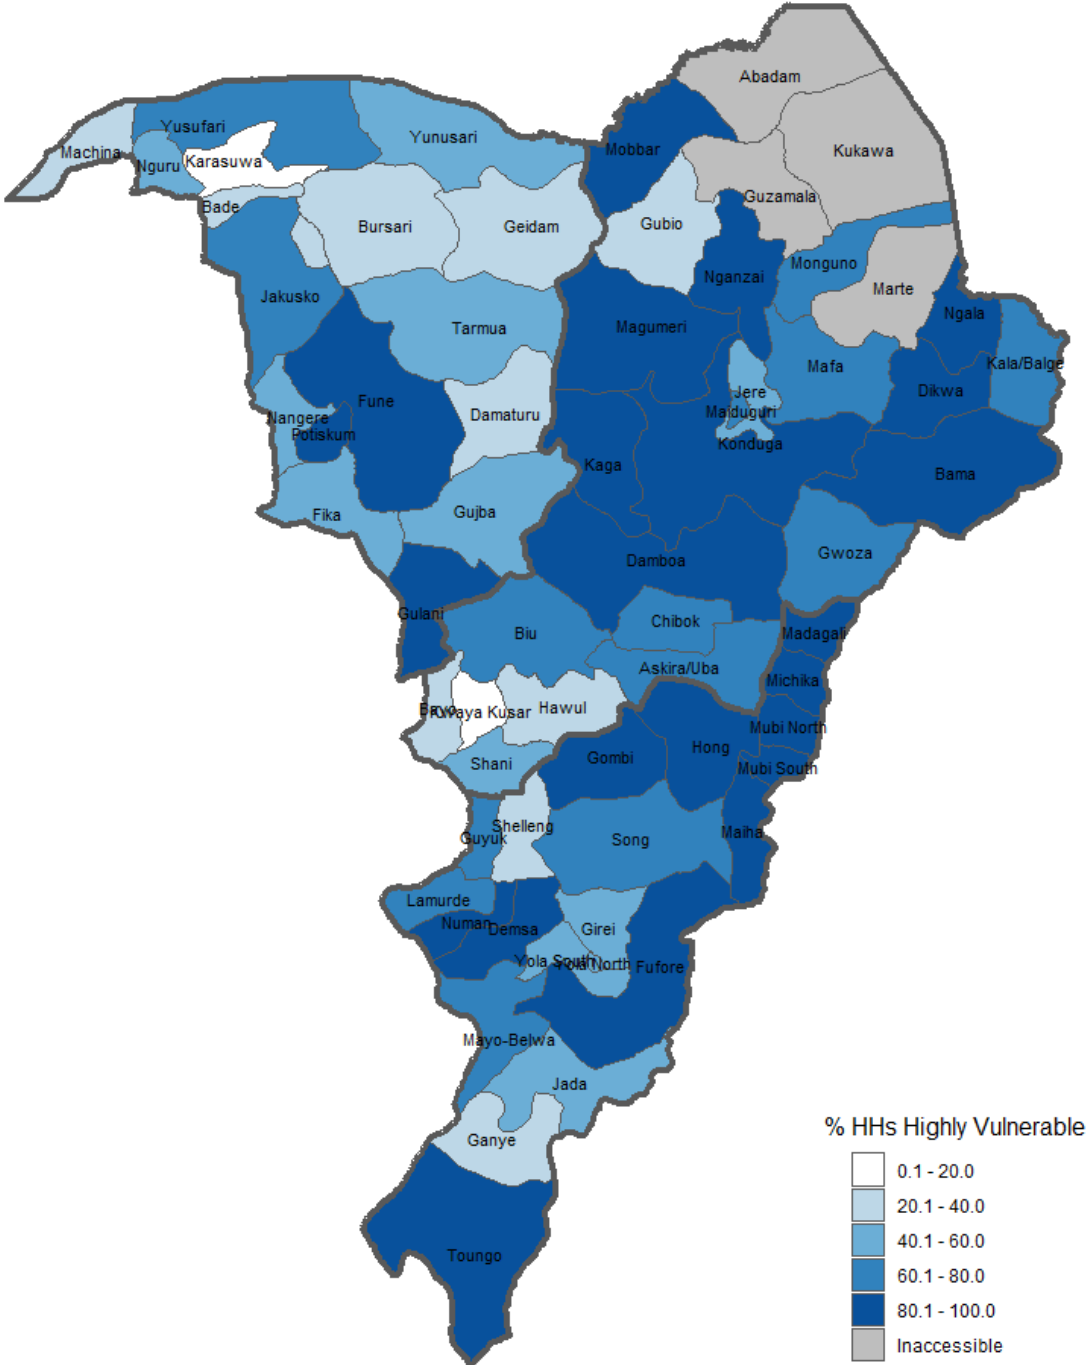 Abadam
Yusufari
Yunusari
Machina
Nguru
Karasuwa
Mobbar
Kukawa
Guzamala
Bade
Bursari
Geidam
Gubio
Monguno
Nganzai
Marte
Jakusko
Tarmua
Magumeri
Ngala
Mafa
Kala/Balge
Jere
Dikwa
Fune
Damaturu
Maiduguri
Nangere
Potiskum
Konduga
Kaga
Bama
Fika
Gujba
Gwoza
Damboa
Gulani
Biu
Chibok
Madagali
Askira/Uba
Michika
Bayo
Kwaya Kusar
Hawul
Mubi North
Hong
Gombi
Shani
Mubi South
Shelleng
Guyuk
Song
Maiha
Lamurde
Numan
Demsa
Girei
Yola South
Yola North
Fufore
Mayo-Belwa
Jada
Ganye
Toungo
% HHs Highly Vulnerable
0.1 - 20.0
20.1 - 40.0
40.1 - 60.0
60.1 - 80.0
80.1 - 100.0
Inaccessible